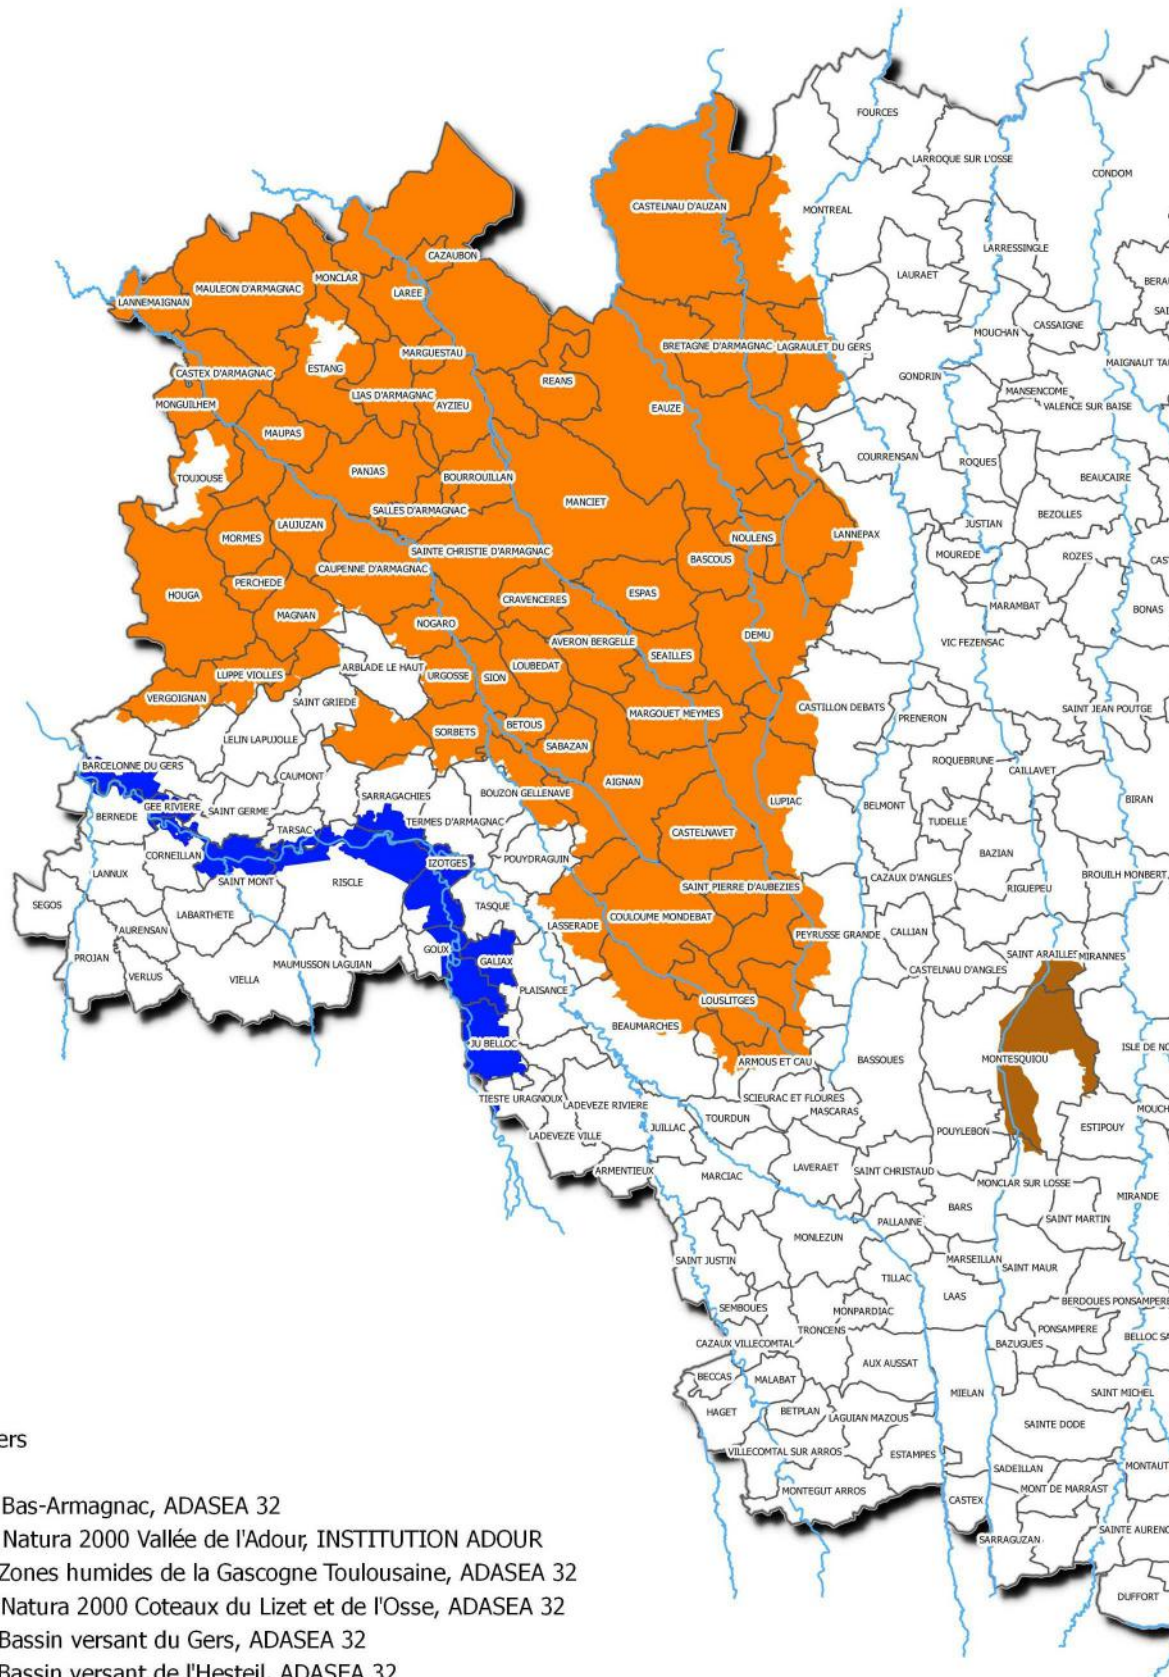 FOURCES
LARROQUE SUR L'OSSE
CONDOM
CASTELNAU D'AUZAN
MONTREAL
LARRESSINGLE
CAZAUBON
LAURAET
MONCLAR
MAULEON D'ARMAGNAC
LAREE
LANNEMAIGNAN
CASSAIGNE
MOUCHAN
BRETAGNE D'ARMAGNAC
LAGRAULET DU GERS
MARGUESTAU
ESTANG
CASTEX D'ARMAGNAC
GONDRIN
REANS
MANSENCOME
LIAS D'ARMAGNAC
AYZIEU
MONGUILHEM
EAUZE
VALENCE SUR BAISE
MAUPAS
COURRENSAN
ROQUES
PANJAS
BOURROUILLAN
TOUJOUSE
BEAUCAIRE
MANCIET
SALLES D'ARMAGNAC
BEZOLLES
LAUJUZAN
JUSTIAN
MORMES
NOULENS
LANNEPAX
SAINTE CHRISTIE D'ARMAGNAC
MOUREDE
ROZES
BASCOUS
CAUPENNE D'ARMAGNAC
PERCHEDE
HOUGA
ESPAS
CRAVENCERES
MARAMBAT
BONAS
MAGNAN
NOGARO
DEMU
AVERON BERGELLE
VIC FEZENSAC
SEAILLES
LOUBEDAT
ARBLADE LE HAUT
LUPPE VIOLLES
URGOSSE
SION
VERGOIGNAN
SAINT GRIEDE
CASTILLON DEBATS
SAINT JEAN POUTGE
MARGOUET MEYMES
PRENERON
BETOUS
SORBETS
LELIN LAPUJOLLE
SABAZAN
ROQUEBRUNE
BARCELONNE DU GERS
CAILLAVET
CAUMONT
AIGNAN
BOUZON GELLENAVE
SARRAGACHIES
BIRAN
LUPIAC
BELMONT
GEE RIVIERE
SAINT GERME
BERNEDE
TERMES D'ARMAGNAC
TUDELLE
TARSAC
CASTELNAVET
CORNEILLAN
BAZIAN
POUYDRAGUIN
IZOTGES
LANNUX
CAZAUX D'ANGLES
BROUILH MONBERT
SAINT MONT
RISCLE
SAINT PIERRE D'AUBEZIES
RIGUEPEU
SEGOS
TASQUE
LABARTHETE
COULOUME MONDEBAT
LASSERADE
AURENSAN
PEYRUSSE GRANDE
CALLIAN
GOUX
SAINT ARAILLES
MIRANNES
PROJAN
GALIAX
MAUMUSSON LAGUIAN
CASTELNAU D'ANGLES
VERLUS
VIELLA
PLAISANCE
LOUSLITGES
BEAUMARCHES
JU BELLOC
MONTESQUIOU
BASSOUES
ARMOUS ET CAU
TIESTE URAGNOUX
SCIEURAC ET FLOURES
LADEVEZE RIVIERE
MASCARAS
TOURDUN
JUILLAC
ESTIPOUY
POUYLEBON
LADEVEZE VILLE
LAVERAET
SAINT CHRISTAUD
ARMENTIEUX
MARCIAC
MONCLAR SUR LOSSE
MIRANDE
BARS
PALLANNE
SAINT MARTIN
MONLEZUN
SAINT JUSTIN
MARSEILLAN
SAINT MAUR
TILLAC
LAAS
BERDOUES PONSAMPERE
SEMBOUES
MONPARDIAC
TRONCENS
PONSAMPERE
CAZAUX VILLECOMTAL
BAZUGUES
AUX AUSSAT
BECCAS
MALABAT
MIELAN
SAINT MICHEL
HAGET
BETPLAN
LAGUIAN MAZOUS
SAINTE DODE
VILLECOMTAL SUR ARROS
ESTAMPES
SADEILLAN
MONTEGUT ARROS
MONT DE MARRAST
CASTEX
SARRAGUZAN
DUFFORT
ers
Bas-Armagnac, ADASEA 32
Natura 2000 Vallée de l'Adour, INSTITUTION ADOUR
Zones humides de la Gascogne Toulousaine, ADASEA 32
Natura 2000 Coteaux du Lizet et de l'Osse, ADASEA 32
Bassin versant du Gers, ADASEA 32
Bassin versant de l'Hesteil, ADASEA 32